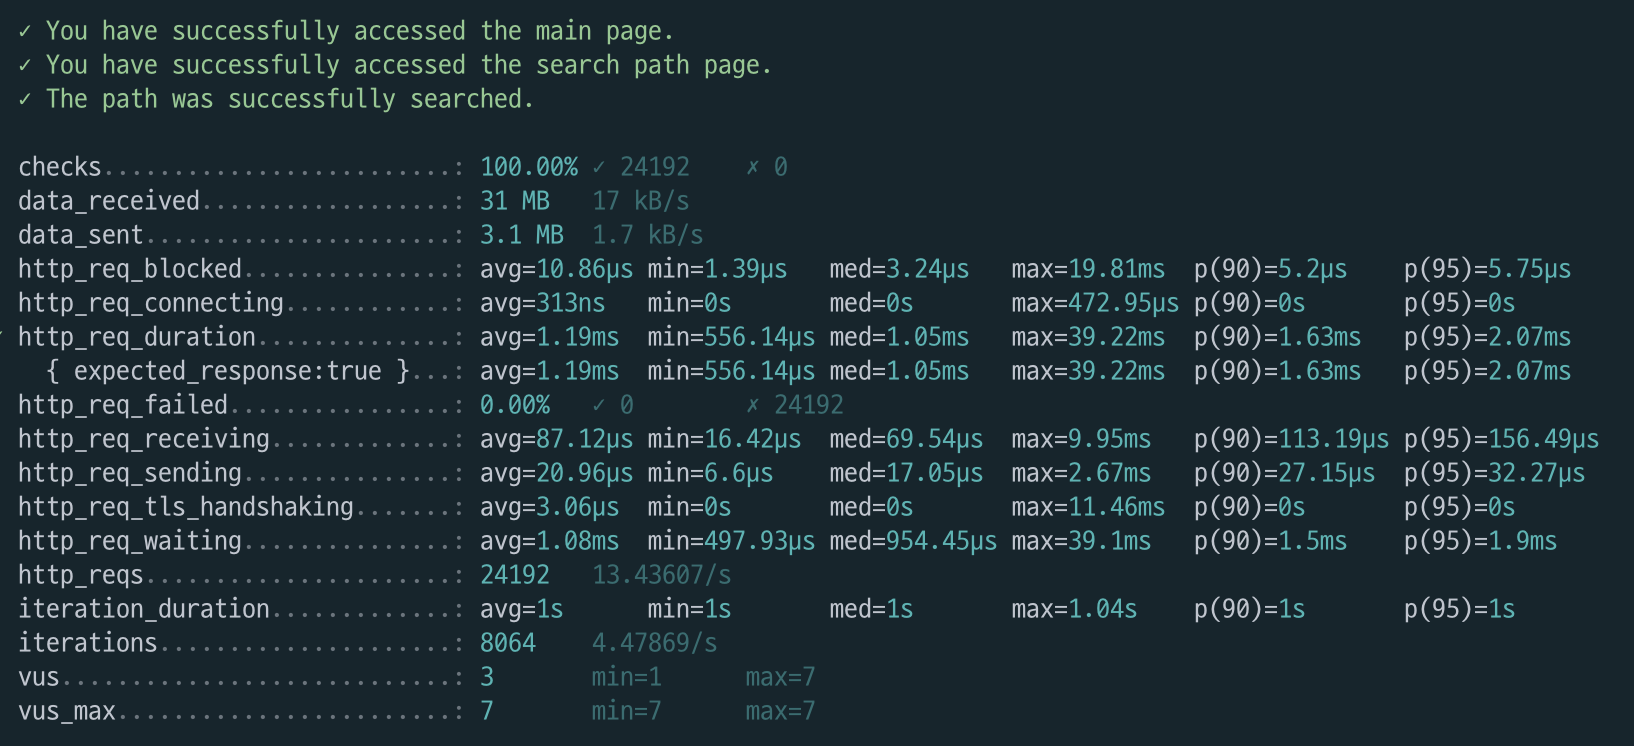 ✓ You have successfully accessed the main page.
✓ You have successfully accessed the search path page.
✓ The path was successfully searched.

checks.........................: 100.00% ✓ 24192    ✗ 0
data_received..................: 31 MB   17 kB/s
data_sent......................: 3.1 MB  1.7 kB/s
http_req_blocked...............: avg=10.86µs min=1.39µs   med=3.24µs   max=19.81ms  p(90)=5.2µs    p(95)=5.75µs
http_req_connecting............: avg=313ns   min=0s       med=0s       max=472.95µs p(90)=0s       p(95)=0s
✓ http_req_duration..............: avg=1.19ms  min=556.14µs med=1.05ms   max=39.22ms  p(90)=1.63ms   p(95)=2.07ms
  { expected_response:true }...: avg=1.19ms  min=556.14µs med=1.05ms   max=39.22ms  p(90)=1.63ms   p(95)=2.07ms
http_req_failed................: 0.00%   ✓ 0        ✗ 24192
http_req_receiving.............: avg=87.12µs min=16.42µs  med=69.54µs  max=9.95ms   p(90)=113.19µs p(95)=156.49µs
http_req_sending...............: avg=20.96µs min=6.6µs    med=17.05µs  max=2.67ms   p(90)=27.15µs  p(95)=32.27µs
http_req_tls_handshaking.......: avg=3.06µs  min=0s       med=0s       max=11.46ms  p(90)=0s       p(95)=0s
http_req_waiting...............: avg=1.08ms  min=497.93µs med=954.45µs max=39.1ms   p(90)=1.5ms    p(95)=1.9ms
http_reqs......................: 24192   13.43607/s
iteration_duration.............: avg=1s      min=1s       med=1s       max=1.04s    p(90)=1s       p(95)=1s
iterations.....................: 8064    4.47869/s
vus............................: 3       min=1      max=7
vus_max........................: 7       min=7      max=7